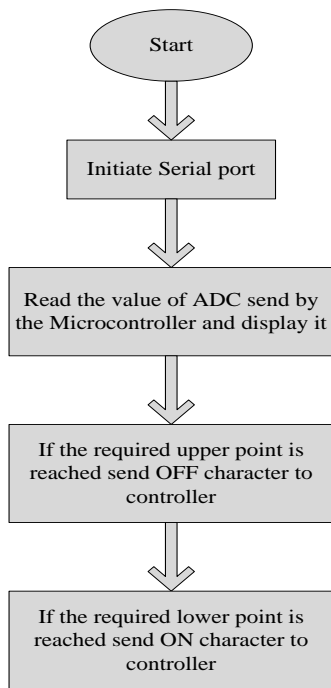 Start
Initiate Serial port
Read the value of ADC send by
the Microcontroller and display it
If the required upper point is
reached send OFF character to
controller
If the required lower point is
reached send ON character to
controller